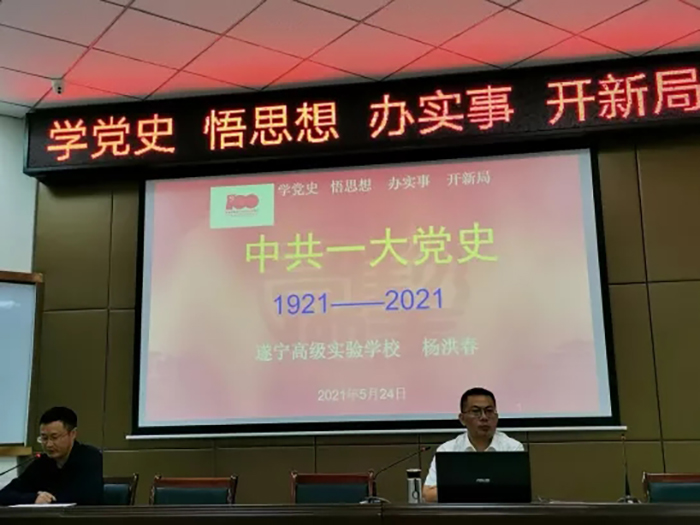 学党史 悟思想 办实事 开新局
100
学党史 悟思想 办实事 开新局
中共一大党史
1921——2021
遂宁高级实验学校 杨洪春
2021年5月24日